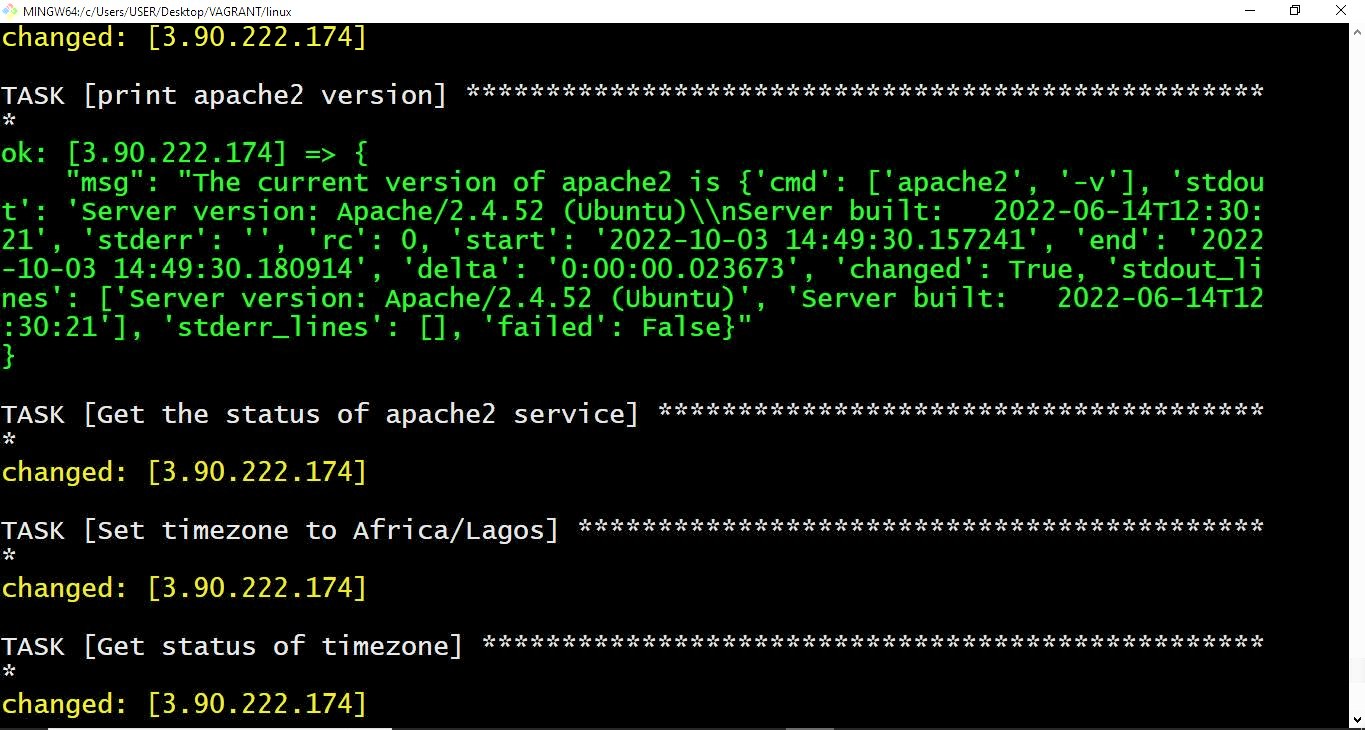 MINGW64:/c/Users/USER/Desktop/VAGRANT/linux
changed: [3.90.222.174]
TASK [print apache2 version] **************************************************
*
ok: [3.90.222.174] => {
    "msg": "The current version of apache2 is {'cmd': ['apache2', '-v'], 'stdou
t': 'Server version: Apache/2.4.52 (Ubuntu)\\nServer built:   2022-06-14T12:30:
21', 'stderr': '', 'rc': 0, 'start': '2022-10-03 14:49:30.157241', 'end': '2022
-10-03 14:49:30.180914', 'delta': '0:00:00.023673', 'changed': True, 'stdout_li
nes': ['Server version: Apache/2.4.52 (Ubuntu)', 'Server built:   2022-06-14T12
:30:21'], 'stderr_lines': [], 'failed': False}"
}
TASK [Get the status of apache2 service] **************************************
*
changed: [3.90.222.174]
TASK [Set timezone to Africa/Lagos] *******************************************
*
changed: [3.90.222.174]
TASK [Get status of timezone] *************************************************
*
changed: [3.90.222.174]